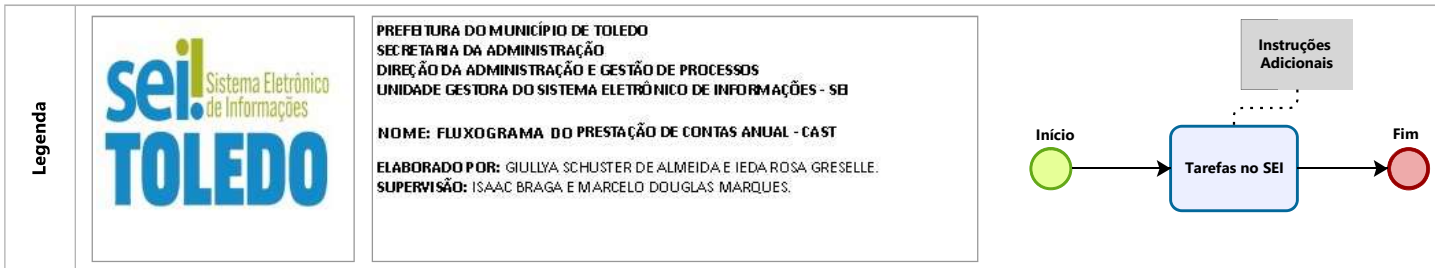 Legenda
sei! Sistema Eletrônico
de Informações
TOLEDO
PREFEITURA DO MUNICÍPIO DE TOLEDO
SECRETARIA DA ADMINISTRAÇÃO
DIREÇÃO DA ADMINISTRAÇÃO E GESTÃO DE PROCESSOS
UNIDADE GESTORA DO SISTEMA ELETRÔNICO DE INFORMAÇÕES - SEI
NOME: FLUXOGRAMA DO PRESTAÇÃO DE CONTAS ANUAL - CAST
ELABORADO POR: GIULLYA SCHUSTER DE ALMEIDA E IEDA ROSA GRESELLE.
SUPERVISÃO: ISAAC BRAGA E MARCELO DOUGLAS MARQUES.
Instruções
Adicionais
Início
Tarefas no SEI
Fim